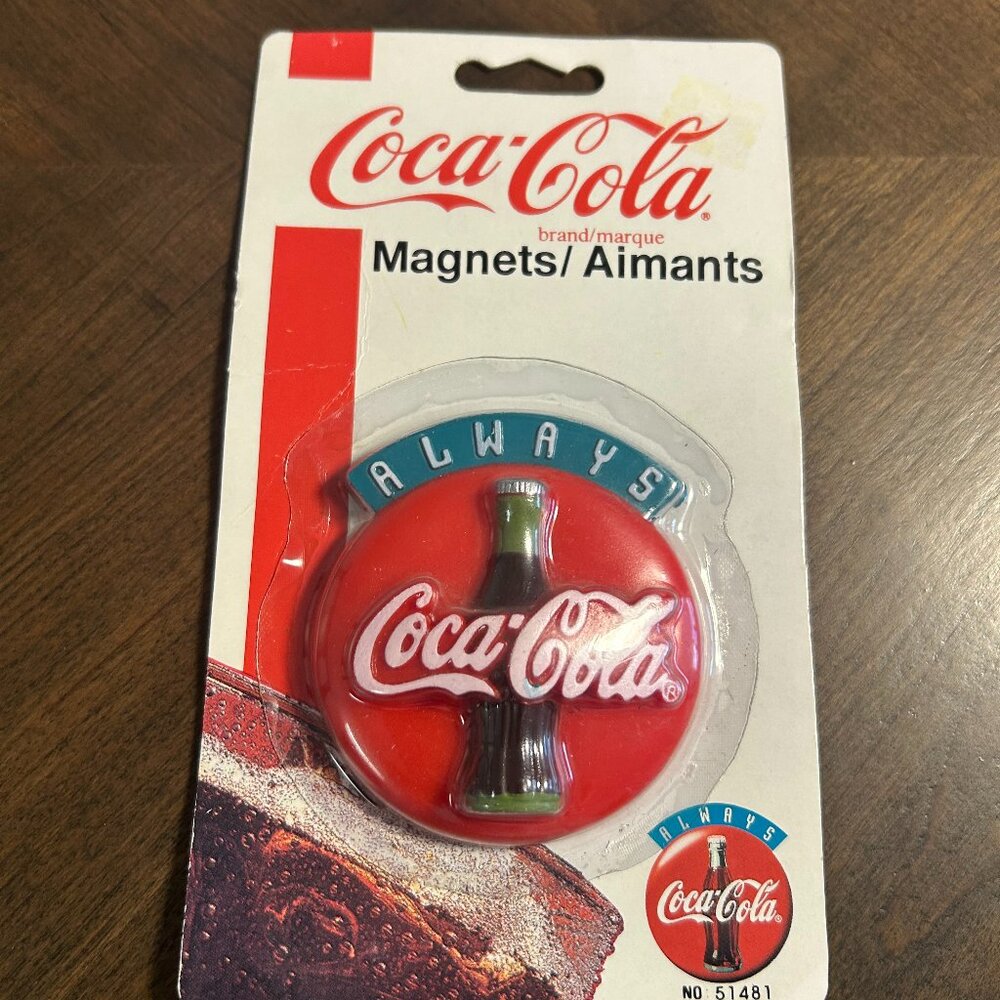 Coca-Cola®
brand/marque
Magnets/ Aimants
ALWAYS
Coca-Cola®
ALWAYS
Coca-Cola®
NO 51481